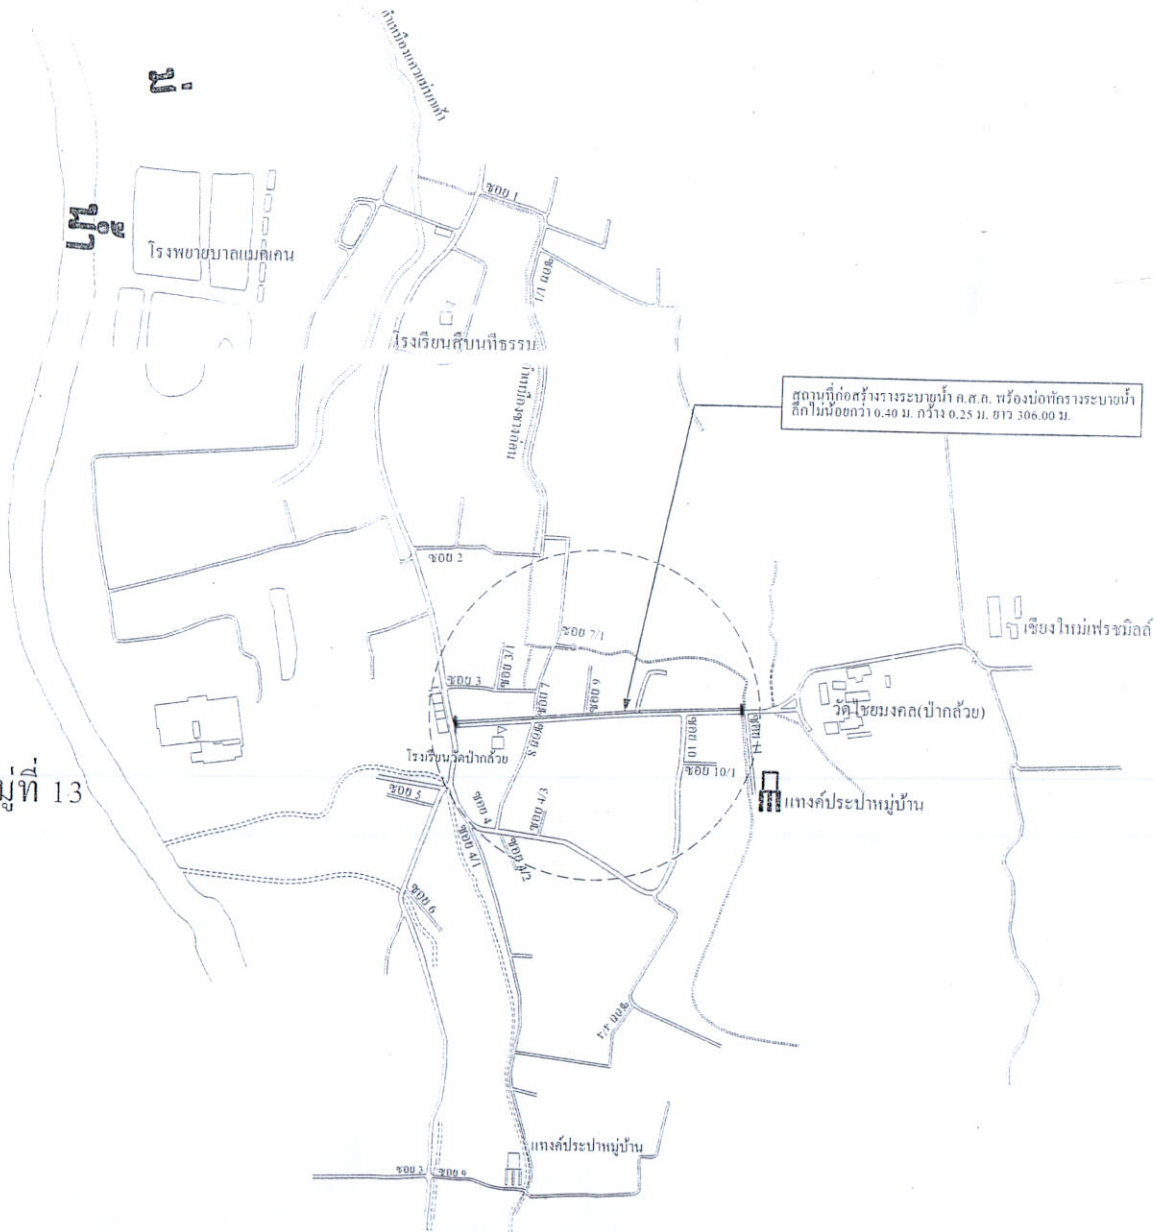 น้ำ
โรงพยาบาลแมคเคน
ซอย 1
ซอย 1/1
โรงเรียนสืบนทีธรรม
สถานที่ก่อสร้างรางระบายน้ำ ค.ส.ล. พร้องบ่อพักรางระบายน้ำ
ลึกไม่น้อยกว่า 0.40 ม. กว้าง 0.25 ม. ยาว 306.00 ม.
ซอย 2
ซอย 7/1
เชียงใหม่เฟรชมิลล์
ซอย 3
ซอย 3/1
ซอย 7
ซอย 9
วัดไชยมงคล(ป่ากล้วย)
ซอย 8
ซอย 10
ซอย 11
โรงเรียนวัดป่ากล้วย
ซอย 10/1
มู่ที่ 13
ซอย 5
แทงค์ประปาหมู่บ้าน
ซอย 4
ซอย 4/3
ซอย 4/1
ซอย 4/2
ซอย 6
ซอย 4/4
แทงค์ประปาหมู่บ้าน
ซอย 3
ซอย 9